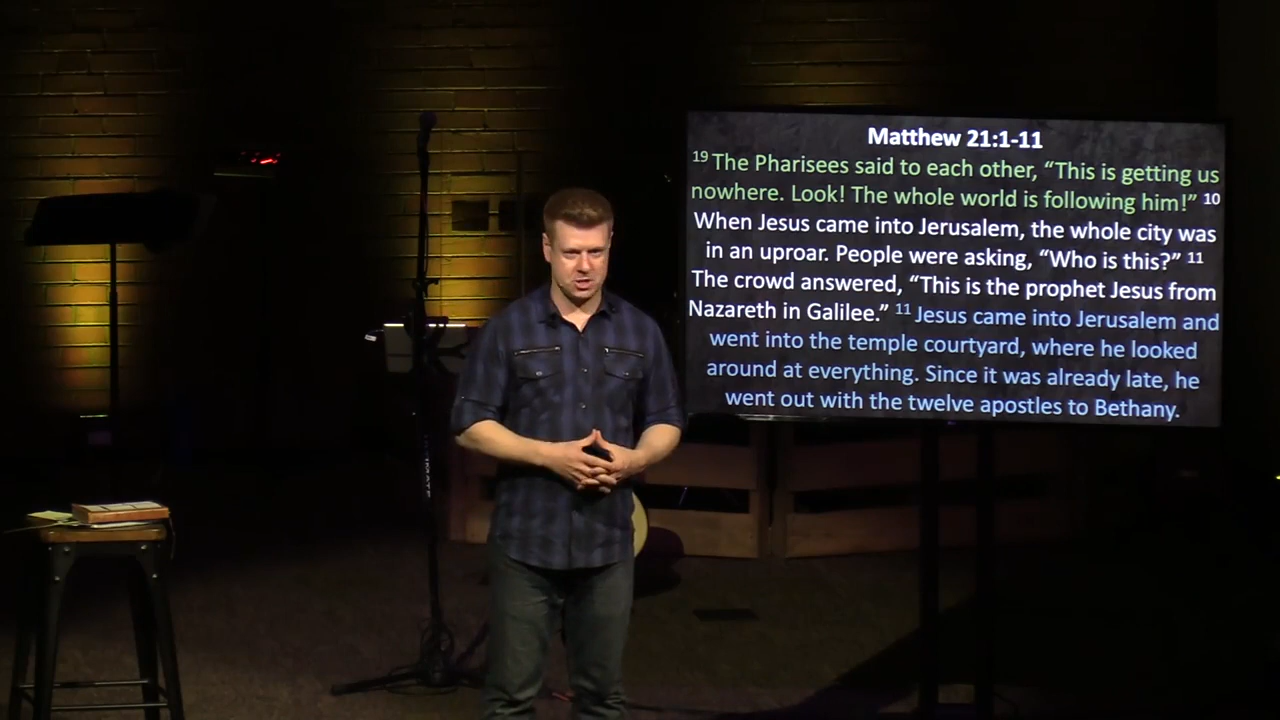 Matthew 21:1-11
19 The Pharisees said to each other, “This is getting us
nowhere. Look! The whole world is following him!” 10
When Jesus came into Jerusalem, the whole city was
in an uproar. People were asking, “Who is this?” 11
The crowd answered, “This is the prophet Jesus from
Nazareth in Galilee.” 11 Jesus came into Jerusalem and
went into the temple courtyard, where he looked
around at everything. Since it was already late, he
went out with the twelve apostles to Bethany.